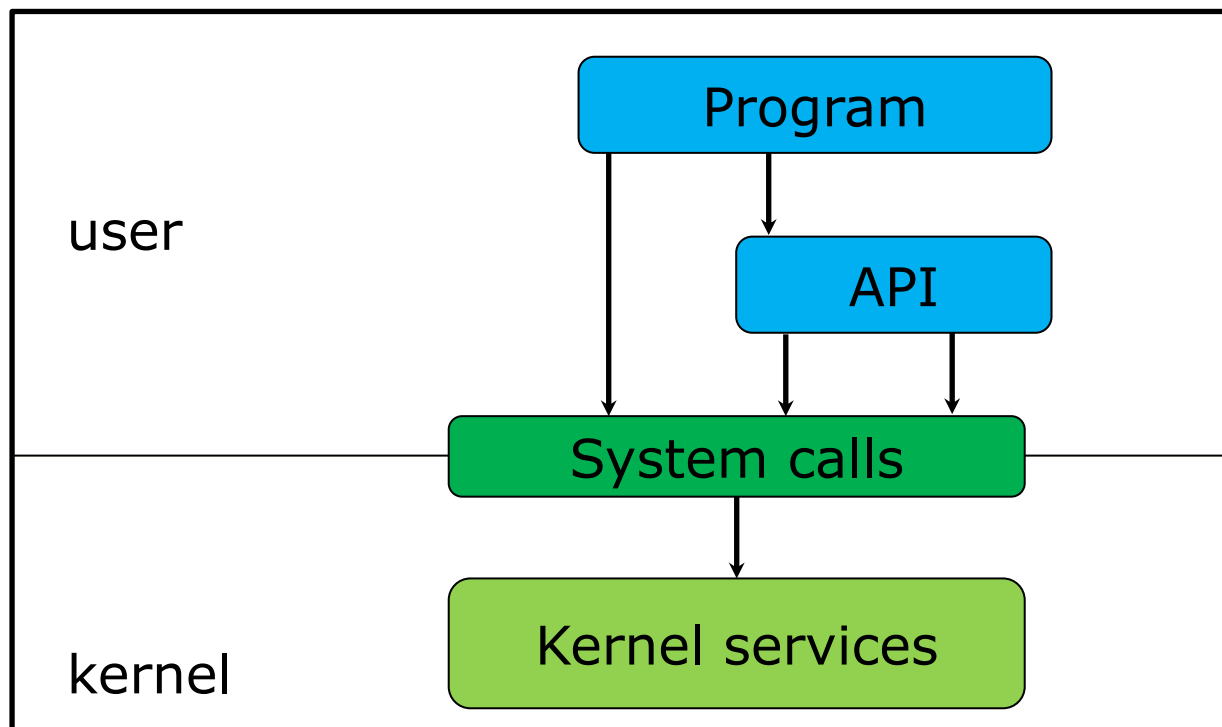 Program
user
API
System calls
Kernel services
kernel